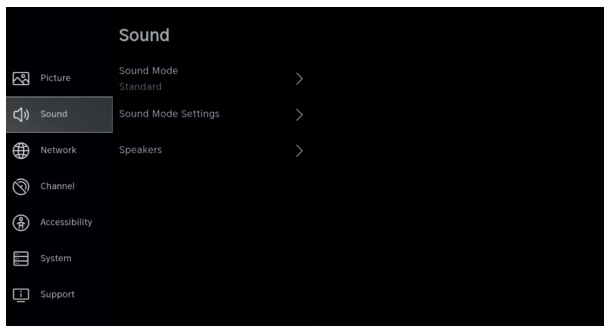 Sound
Picture
Sound
Network
Channel
Accessibility
System
Support
Sound Mode
Standard
Sound Mode Settings
Speakers